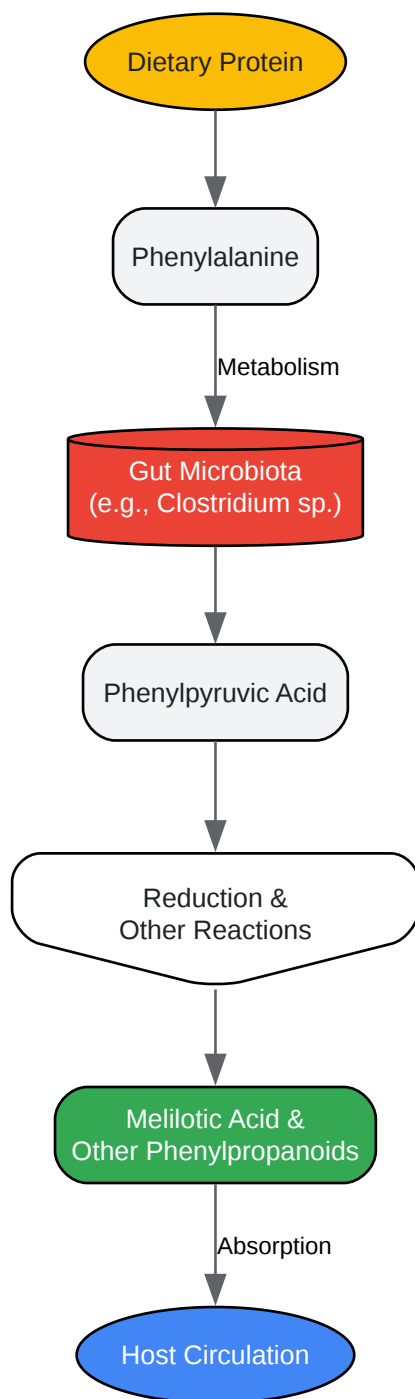 Dietary Protein
Phenylalanine
Metabolism
Gut Microbiota
(e.g., Clostridium sp.)
Phenylpyruvic Acid
Reduction &
Other Reactions
Melilotic Acid &
Other Phenylpropanoids
Absorption
Host Circulation